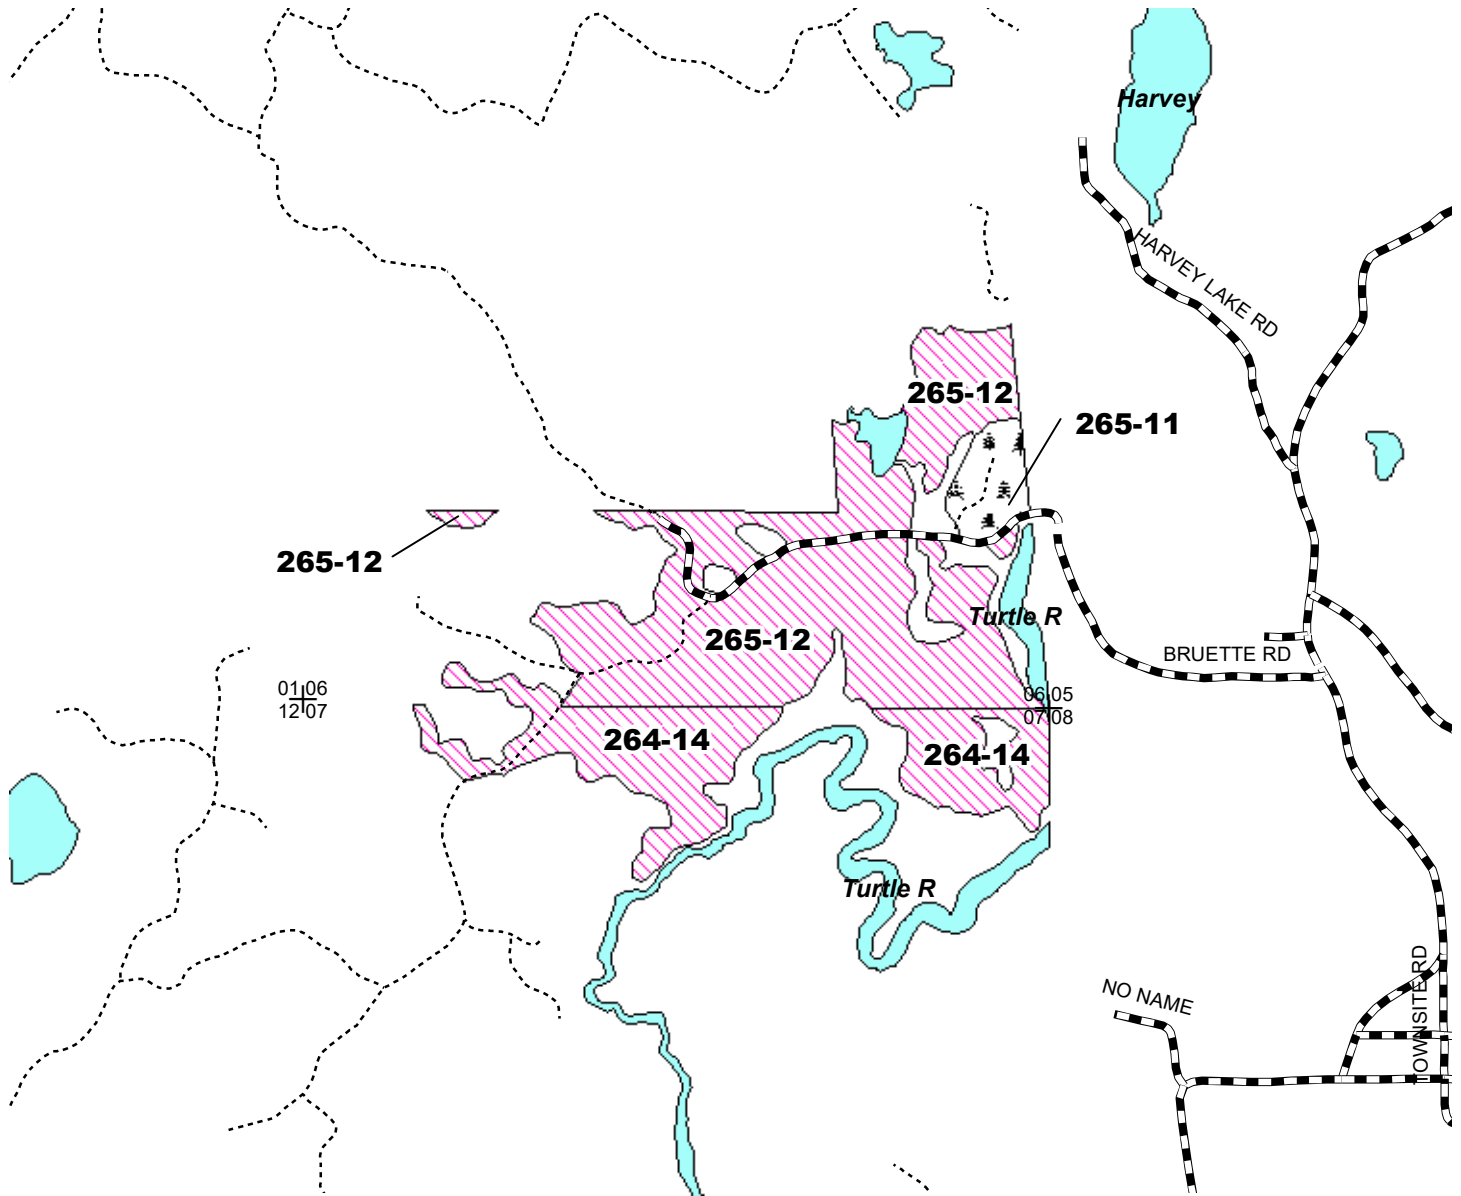 Harvey
HARVEY LAKE RD
265-12
265-11
265-12
Turtle R
265-12
BRUETTE RD
01 06
12 07
06 05
07 08
264-14
264-14
Turtle R
NO NAME
TOWNSITE RD